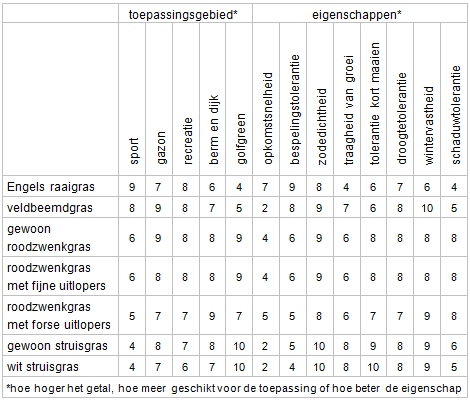 toepassingsgebied* eigenschappen*
sport gazon recreatie berm en dijk golfgreen opkomstsnelheid bespelingstolerantie zodedichtheid traagheid van groei tolerantie kort maaien droogtetolerantie wintervastheid schaduwtolerantie
Engels raaigras 9 7 8 6 4 7 9 8 4 6 7 6 4
veldbeemdgras 8 9 8 7 5 2 8 9 7 6 8 10 5
gewoon
roodzwenkgras 6 9 8 8 9 4 6 9 6 8 8 8 8
roodzwenkgras
met fijne uitlopers 6 8 8 8 9 4 6 9 6 8 8 8 8
roodzwenkgras
met forse uitlopers 5 7 7 9 7 5 5 8 6 7 7 9 8
gewoon struisgras 4 8 7 8 10 2 5 10 8 9 8 9 6
wit struisgras 4 7 6 7 10 2 4 10 8 10 8 9 5
*hoe hoger het getal, hoe meer geschikt voor de toepassing of hoe beter de eigenschap